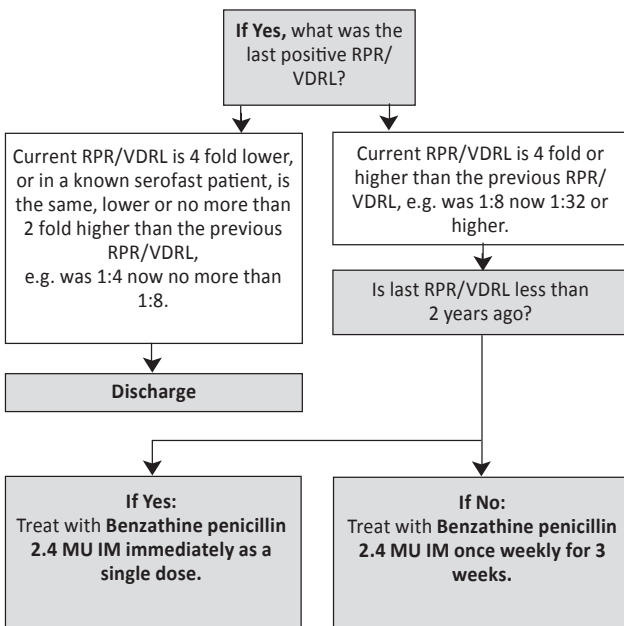 If Yes, what was the
last positive RPR/
VDRL?
Current RPR/VDRL is 4 fold lower,
or in a known serofast patient, is
the same, lower or no more than
2 fold higher than the previous
RPR/VDRL,
e.g. was 1:4 now no more than
1:8.
Current RPR/VDRL is 4 fold or
higher than the previous RPR/
VDRL, e.g. was 1:8 now 1:32 or
higher.
Is last RPR/VDRL less than
2 years ago?
Discharge
If Yes:
Treat with Benzathine penicillin
2.4 MU IM immediately as a
single dose.
If No:
Treat with Benzathine penicillin
2.4 MU IM once weekly for 3
weeks.